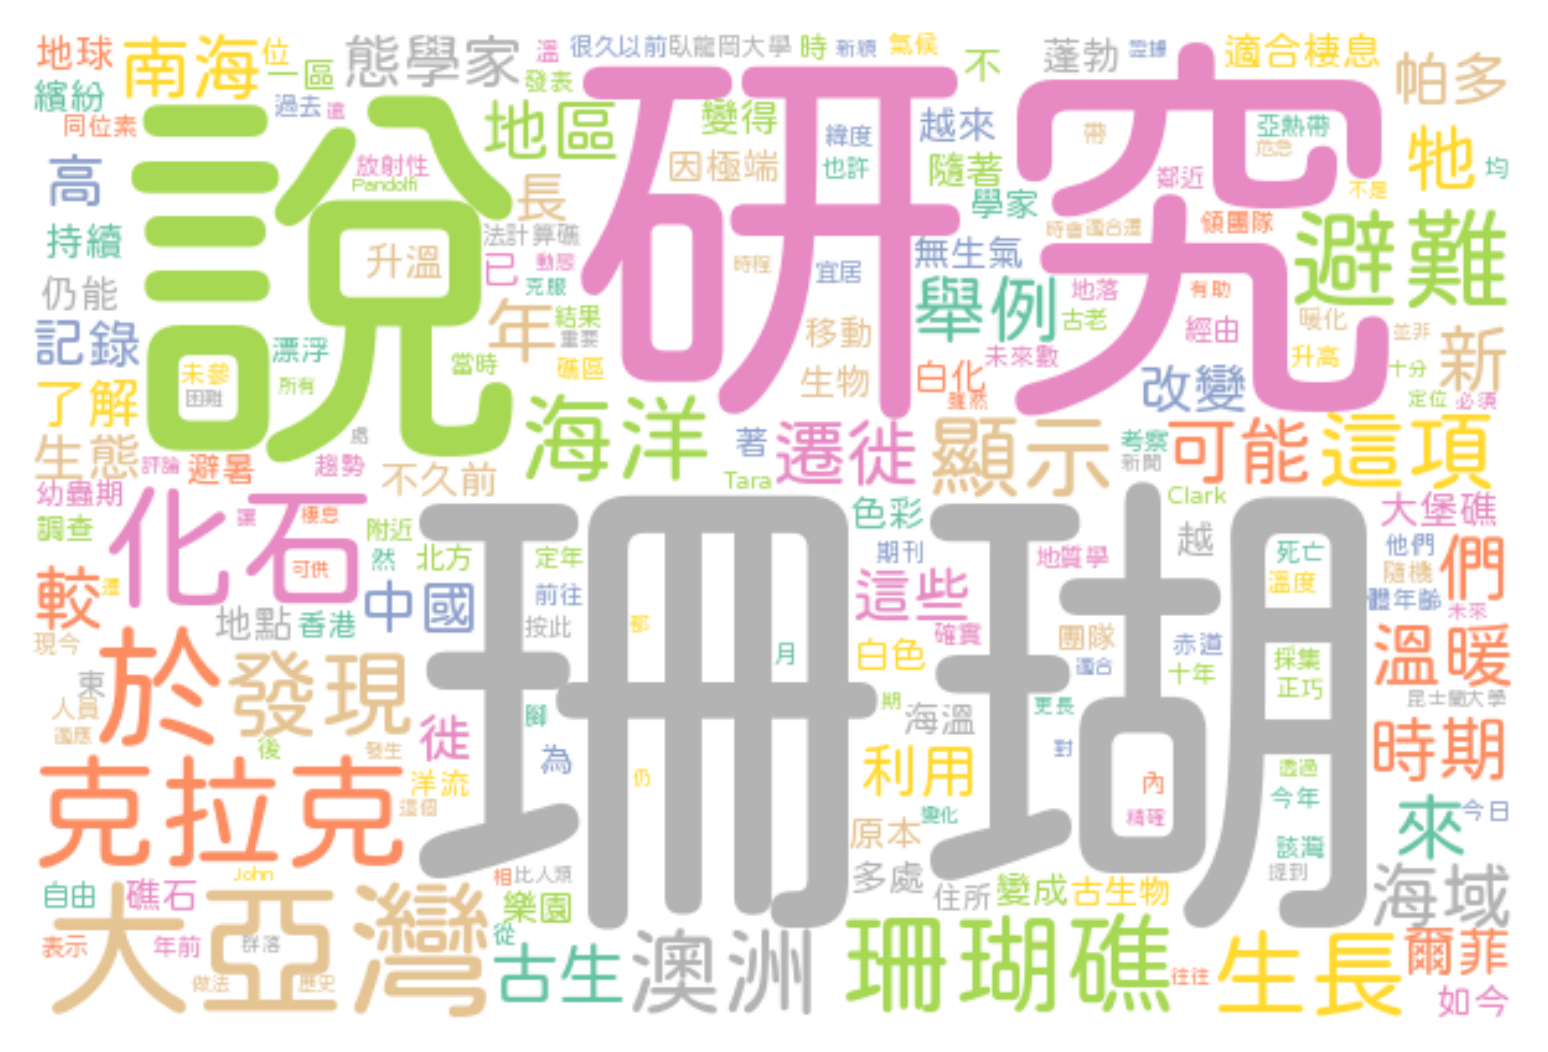 地球
南海
位
一區
態學家
溫
很久以前
臥龍岡大學
時
新穎
氣候
不
蓬勃
證據
適合棲息
帕多
繽紛
過去
遠
發表
同位素
說
研究
地區
變得
緯度
越來
帶
亞熱帶
危急
牠
均
高
放射性
Pandolfi
長
因極端
也許
隨著
鄰近
不是
學家
持續
升溫
法計算礁
已
動態
克服
時程
宜居
無生氣
時會
適合遷
領團隊
避難
仍能
年
結果
重要
舉例
地落
古老
有助
記錄
漂浮
當時
礁區
移動
未來數
經由
暖化
並非
新
未參
困難
所有
生物
白化
雖然
改變
升高
十分
定位
必須
了解
海洋
處
著
遷徙
顯示
考察
新聞
可能
這項
生態
評論
避暑
趨勢
不久前
Tara
Clark
幼蟲期
化石
讓
棲息
附近
珊瑚
色彩
越
大堡礁
調查
然
北方
定年
期刊
地質學
死亡
他們
們
可供
較
還
地點
香港
中國
前往
按此
這些
確實
溫度
隨機
體年齡
未來
現今
於
發現
都
月
白色
團隊
適合
赤道
十年
採集
正巧
溫暖
昆士蘭大學
東
人員
適應
後
發生
徙
腳
為
期
海溫
更長
對
克拉克
洋流
這個
仍
利用
變化
內
精確
透過
今年
時期
來
今日
原本
該灣
提到
John
相
比人類
多處
住所
變成
古生物
海域
自由
礁石
大亞灣
樂園
從
表示
年前
群落
做法
歷史
古生
澳洲
珊瑚礁
往往
生長
爾菲
如今